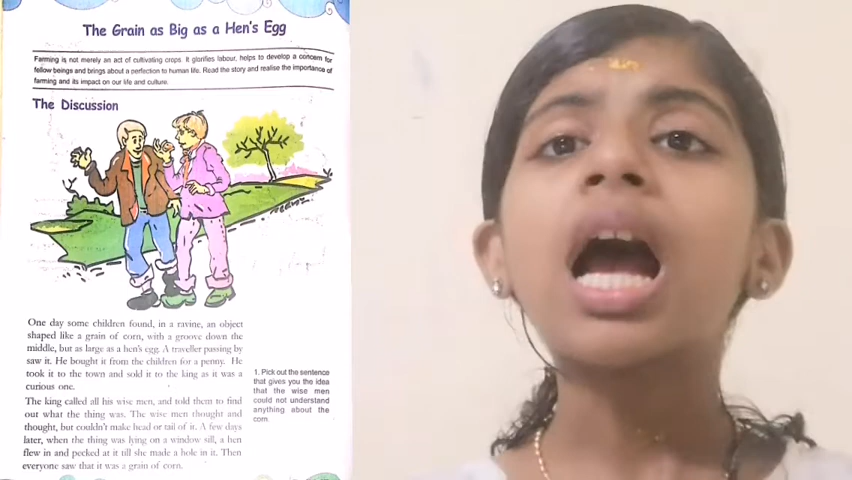 The Grain as Big as a Hen's Egg
Farming is not merely an act of cultivating crops. It glorifies labour, helps to develop a concern for
fellow beings and brings about a perfection to human life. Read the story and realise the importance of
farming and its impact on our life and culture.
The Discussion
One day some children found, in a ravine, an object
shaped like a grain of corn, with a groove down the
middle, but as large as a hen's egg. A traveller passing by
saw it. He bought it from the children for a penny. He
took it to the town and sold it to the king as it was a
curious one.
The king called all his wise men, and told them to find
out what the thing was. The wise men thought and
thought, but couldn't make head or tail of it. A few days
later, when the thing was lying on a window sill, a hen
flew in and pecked at it till she made a hole in it. Then
everyone saw that it was a grain of corn.
1. Pick out the sentence
that gives you the idea
that the wise men
could not understand
anything about the
corn.